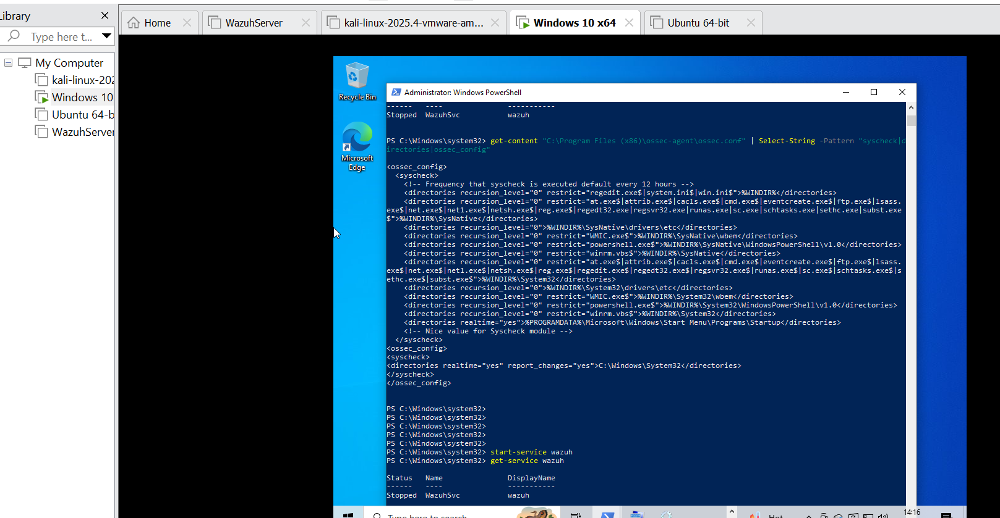 Library
Type here t...
My Computer
kali-linux-202
Windows 10
Ubuntu 64-b
WazuhServer
Home
WazuhServer
kali-linux-2025.4-vmware-am...
Windows 10 x64
Ubuntu 64-bit
Recycle Bin
Microsoft
Edge
Administrator: Windows PowerShell
------   ----               -----------
Stopped  WazuhSvc           wazuh
PS C:\Windows\system32> get-content "C:\Program Files (x86)\ossec-agent\ossec.conf" | Select-String -Pattern "syscheck|d
irectories|ossec_config"
<ossec_config>
  <syscheck>
    <!-- Frequency that syscheck is executed default every 12 hours -->
    <directories recursion_level="0" restrict="regedit.exe$|system.ini$|win.ini$">%WINDIR%</directories>
    <directories recursion_level="0" restrict="at.exe$|attrib.exe$|cacls.exe$|cmd.exe$|eventcreate.exe$|ftp.exe$|lsass.
exe$|net.exe$|net1.exe$|netsh.exe$|reg.exe$|regedt32.exe|regsvr32.exe|runas.exe|sc.exe|schtasks.exe|sethc.exe|subst.exe
$">%WINDIR%\SysNative</directories>
    <directories recursion_level="0">%WINDIR%\SysNative\drivers\etc</directories>
    <directories recursion_level="0" restrict="WMIC.exe$">%WINDIR%\SysNative\wbem</directories>
    <directories recursion_level="0" restrict="powershell.exe$">%WINDIR%\SysNative\WindowsPowerShell\v1.0</directories>
    <directories recursion_level="0" restrict="winrm.vbs$">%WINDIR%\SysNative</directories>
    <directories recursion_level="0" restrict="at.exe$|attrib.exe$|cacls.exe$|cmd.exe$|eventcreate.exe$|ftp.exe$|lsass.
exe$|net.exe$|net1.exe$|netsh.exe$|reg.exe$|regedit.exe$|regedt32.exe$|regsvr32.exe$|runas.exe$|sc.exe$|schtasks.exe$|s
ethc.exe$|subst.exe$">%WINDIR%\System32</directories>
    <directories recursion_level="0">%WINDIR%\System32\drivers\etc</directories>
    <directories recursion_level="0" restrict="WMIC.exe$">%WINDIR%\System32\wbem</directories>
    <directories recursion_level="0" restrict="powershell.exe$">%WINDIR%\System32\WindowsPowerShell\v1.0</directories>
    <directories recursion_level="0" restrict="winrm.vbs$">%WINDIR%\System32</directories>
    <directories realtime="yes">%PROGRAMDATA%\Microsoft\Windows\Start Menu\Programs\Startup</directories>
    <!-- Nice value for Syscheck module -->
  </syscheck>
<ossec_config>
<syscheck>
<directories realtime="yes" report_changes="yes">C:\Windows\System32</directories>
</syscheck>
</ossec_config>
PS C:\Windows\system32>
PS C:\Windows\system32>
PS C:\Windows\system32>
PS C:\Windows\system32>
PS C:\Windows\system32>
PS C:\Windows\system32> start-service wazuh
PS C:\Windows\system32> get-service wazuh
Status   Name               DisplayName
------   ----               -----------
Stopped  WazuhSvc           wazuh
Type here to search
Hot
14:16